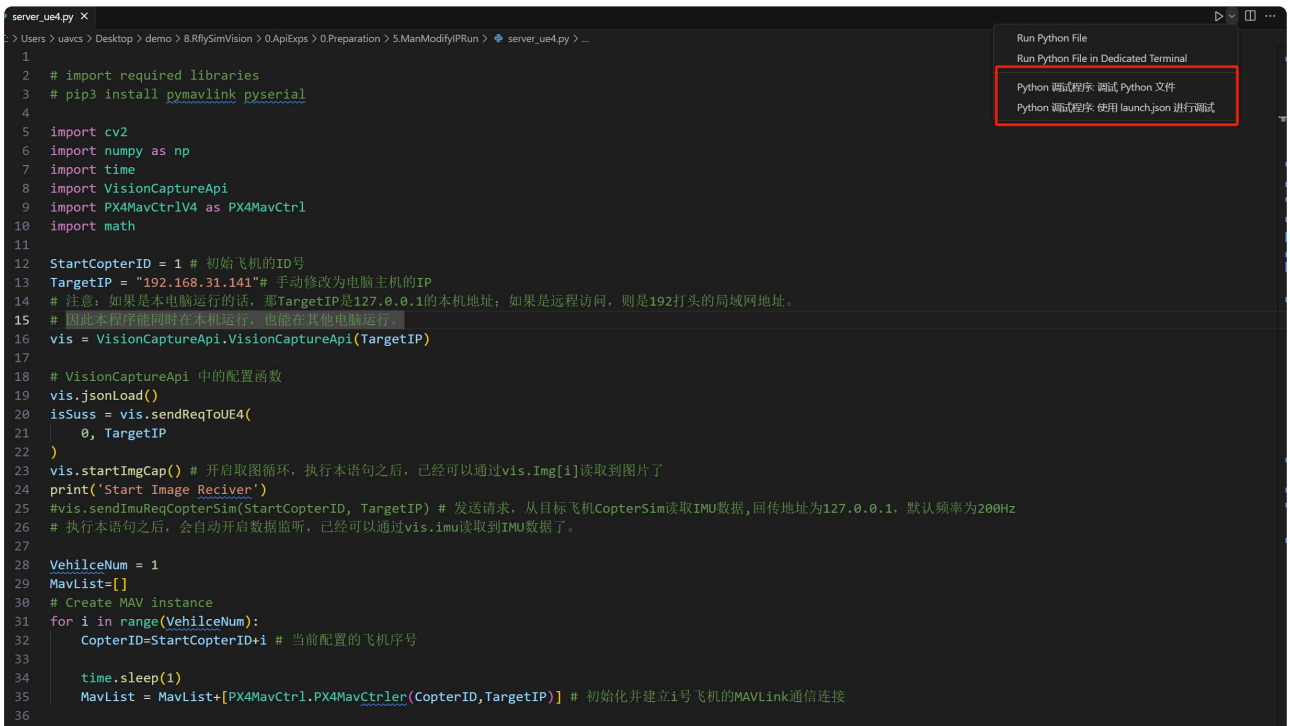 server_ue4.py ×
> Users > uavcs > Desktop > demo > 8.RflySimVision > 0.ApiExps > 0.Preparation > 5.ManModifyIPRun > server_ue4.py > ...
Run Python File
Run Python File in Dedicated Terminal
Python 调试程序: 调试 Python 文件
Python 调试程序: 使用 launch.json 进行调试
1
2 # import required libraries
3 # pip3 install pymavlink pyserial
4
5 import cv2
6 import numpy as np
7 import time
8 import VisionCaptureApi
9 import PX4MavCtrlV4 as PX4MavCtrl
10 import math
11
12 StartCopterID = 1 # 初始飞机的ID号
13 TargetIP = "192.168.31.141"# 手动修改为电脑主机的IP
14 # 注意：如果是本电脑运行的话，那TargetIP是127.0.0.1的本机地址；如果是远程访问，则是192打头的局域网地址。
15 # 因此本程序能同时在本机运行，也能在其他电脑运行。
16 vis = VisionCaptureApi.VisionCaptureApi(TargetIP)
17
18 # VisionCaptureApi 中的配置函数
19 vis.jsonLoad()
20 isSuss = vis.sendReqToUE4(
21     0, TargetIP
22 )
23 vis.startImgCap() # 开启取图循环，执行本语句之后，已经可以通过vis.Img[i]读取到图片了
24 print('Start Image Reciver')
25 #vis.sendImuReqCopterSim(StartCopterID, TargetIP) # 发送请求，从目标飞机CopterSim读取IMU数据,回传地址为127.0.0.1，默认频率为200Hz
26 # 执行本语句之后，会自动开启数据监听，已经可以通过vis.imu读取到IMU数据了。
27
28 VehilceNum = 1
29 MavList=[]
30 # Create MAV instance
31 for i in range(VehilceNum):
32     CopterID=StartCopterID+i # 当前配置的飞机序号
33
34     time.sleep(1)
35     MavList = MavList+[PX4MavCtrl.PX4MavCtrler(CopterID,TargetIP)] # 初始化并建立i号飞机的MAVLink通信连接
36